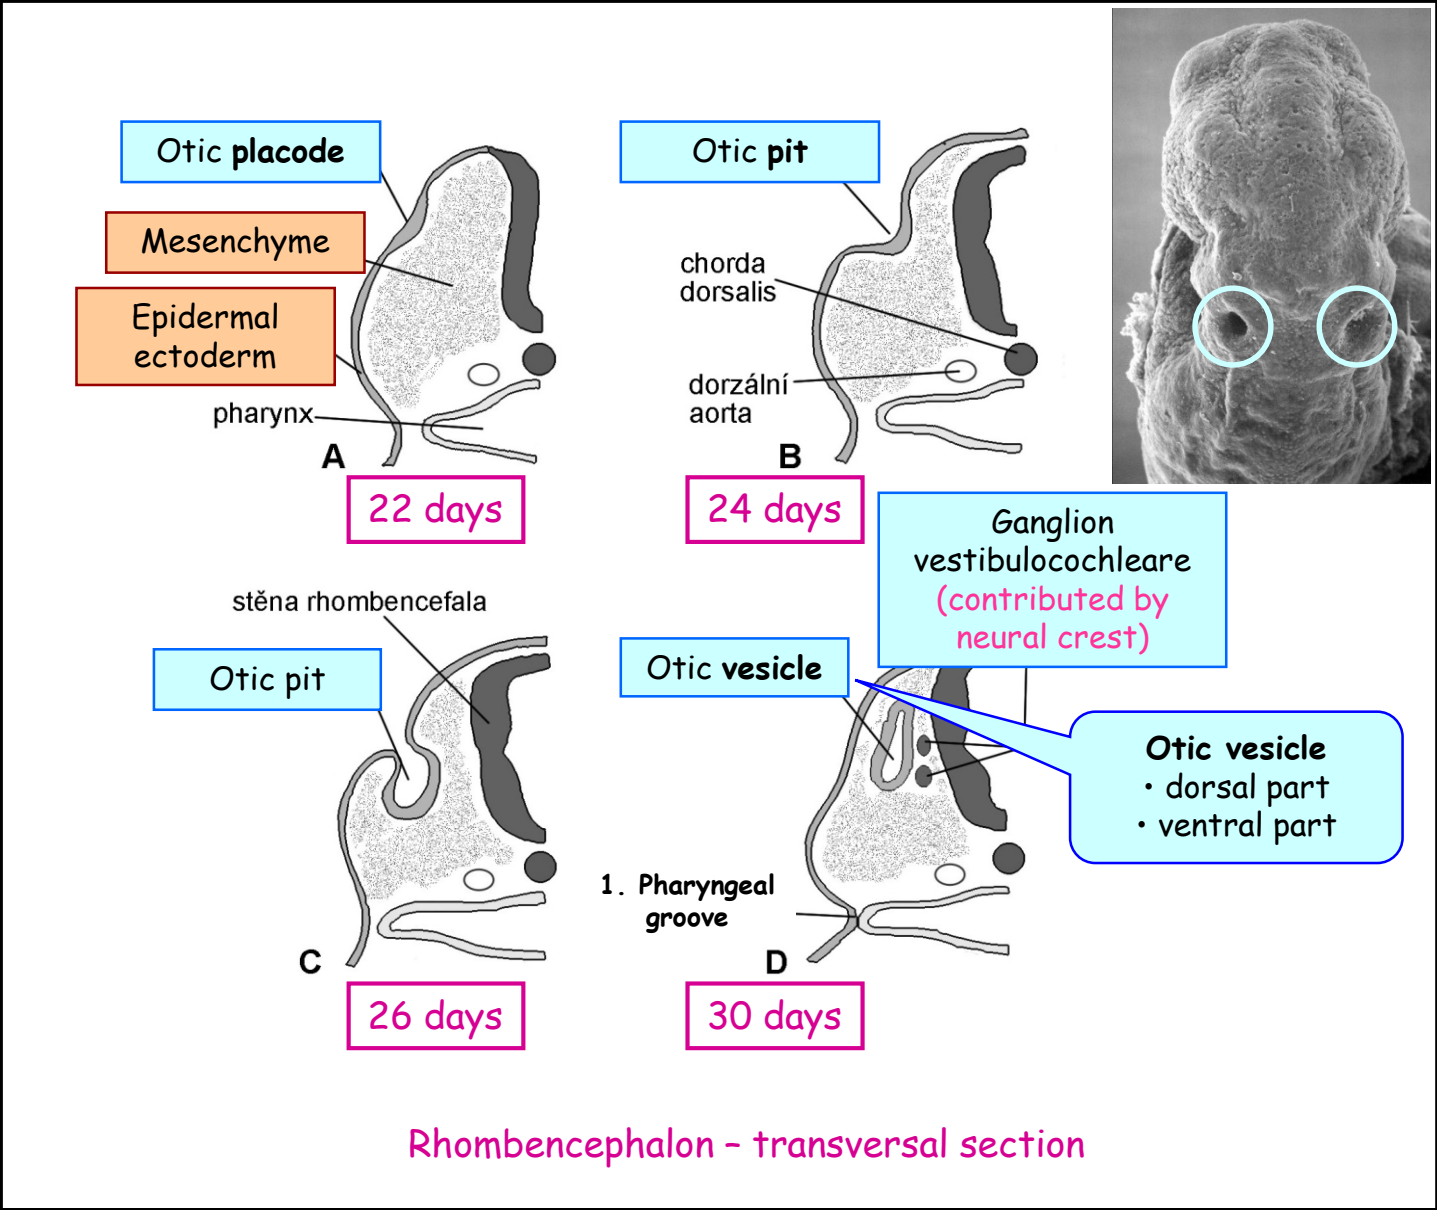 Otic placode
Mesenchyme
Epidermal
ectoderm
pharynx
A
22 days
Otic pit
chorda
dorsalis
dorzální
aorta
B
24 days
stěna rhombencefala
Otic pit
C
26 days
Ganglion
vestibulocochleare
(contributed by
neural crest)
Otic vesicle
Otic vesicle
• dorsal part
• ventral part
1. Pharyngeal
groove
D
30 days
Rhombencephalon – transversal section